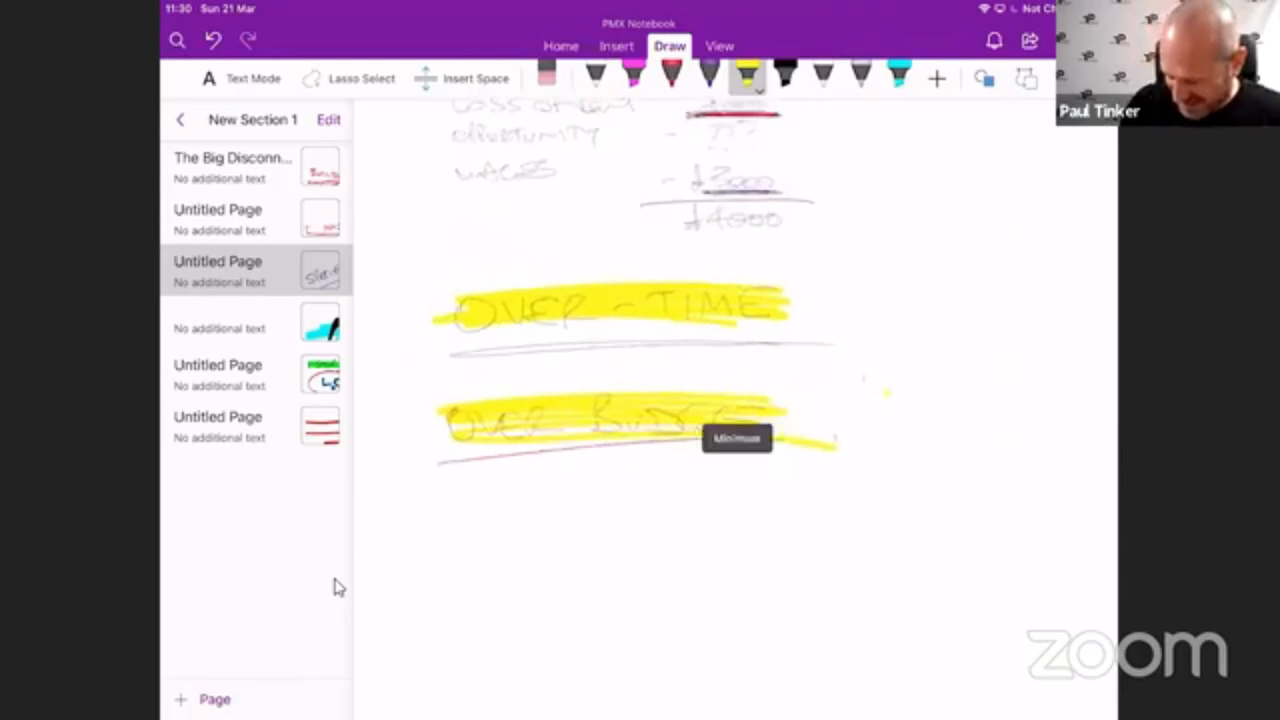 11:30 Sun 21 Mar
PMX Notebook
Home Insert Draw View
Text Mode Lasso Select Insert Space
New Section 1 Edit
The Big Disconn...
No additional text
Untitled Page
No additional text
Untitled Page
No additional text
No additional text
Untitled Page
No additional text
Untitled Page
No additional text
+ Page
Paul Tinker
OPPORTUNITY - ??
WAGES
$4000
OVER - TIME
OVER
Minimum
zoom